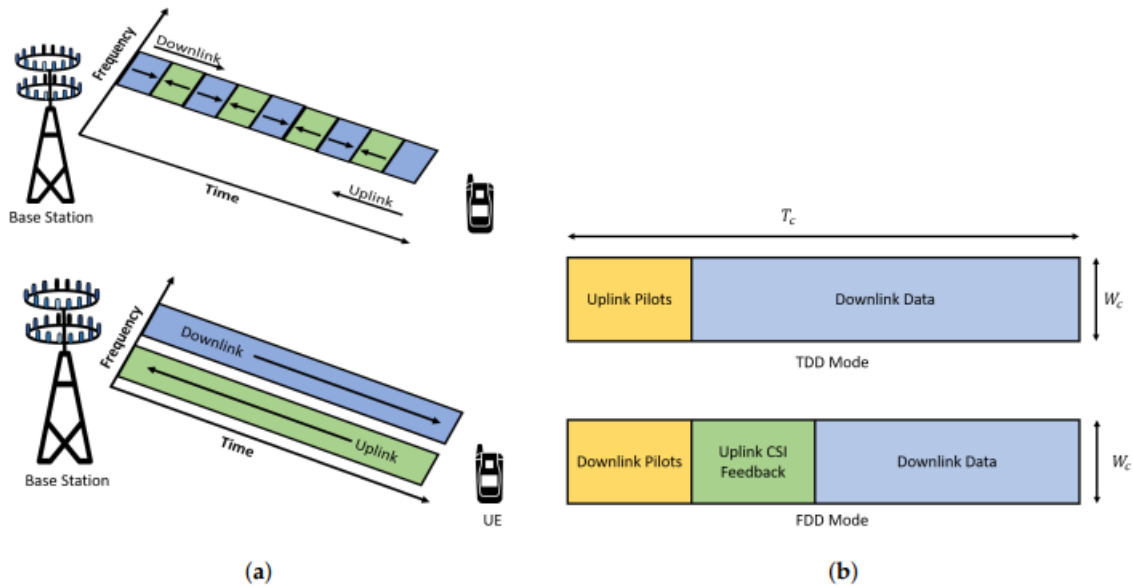 Frequency
Downlink
Time
Uplink
Base Station
Frequency
Downlink
Uplink
Time
Base Station
UE
(a)
T_c
Uplink Pilots
Downlink Data
W_c
TDD Mode
Downlink Pilots
Uplink CSI
Feedback
Downlink Data
W_c
FDD Mode
(b)